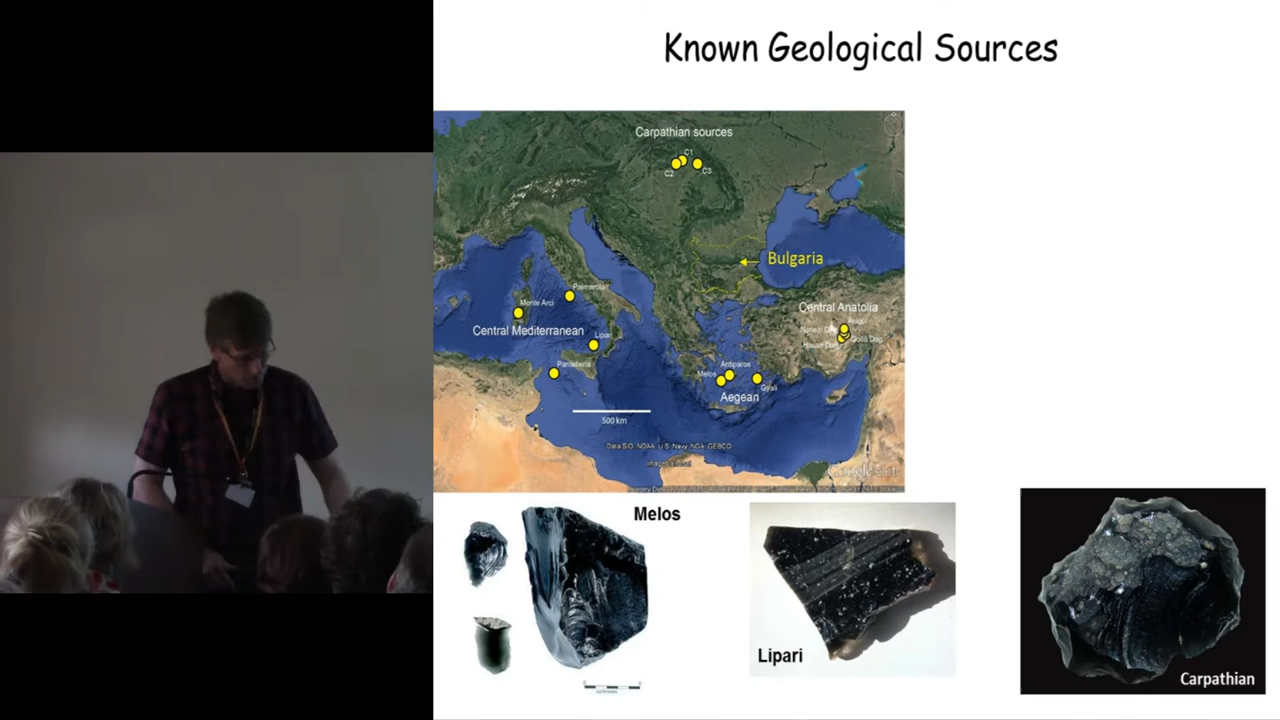 Known Geological Sources
Carpathian sources
C1
C2
C3
Bulgaria
Palmarola
Monte Arci
Central Mediterranean
Lipari
Pantelleria
Central Anatolia
Acigol
Nenezi Dag
Gollu Dag
Hasan Dag
Antiparos
Melos
Gyali
Aegean
500 km
Data SIO, NOAA, U.S. Navy, NGA, GEBCO
Melos
Lipari
Carpathian